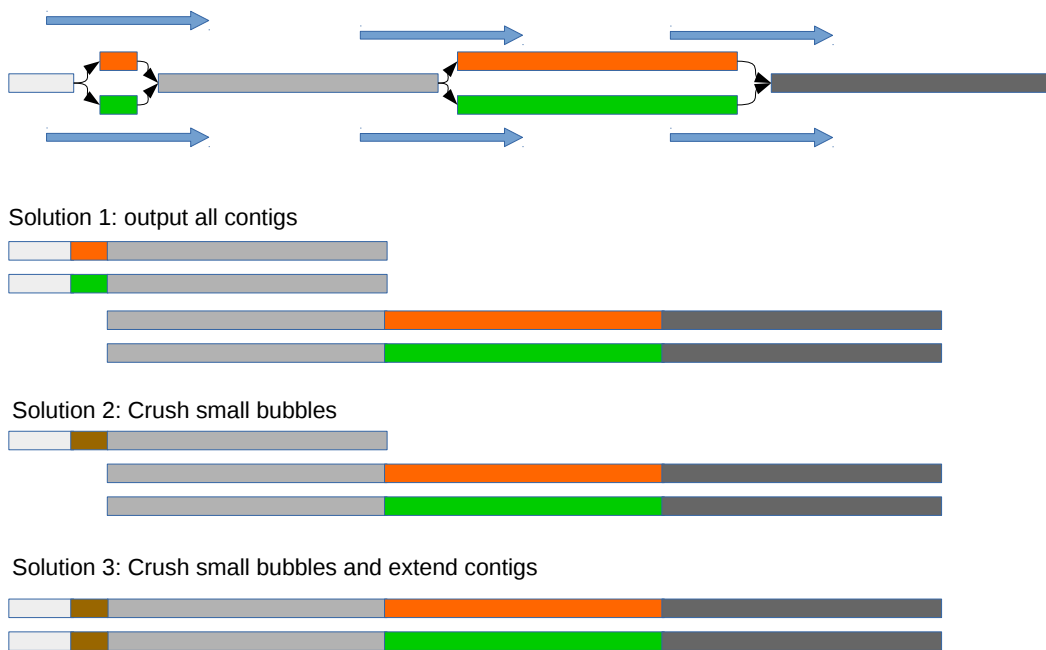 Solution 1: output all contigs
Solution 2: Crush small bubbles
Solution 3: Crush small bubbles and extend contigs